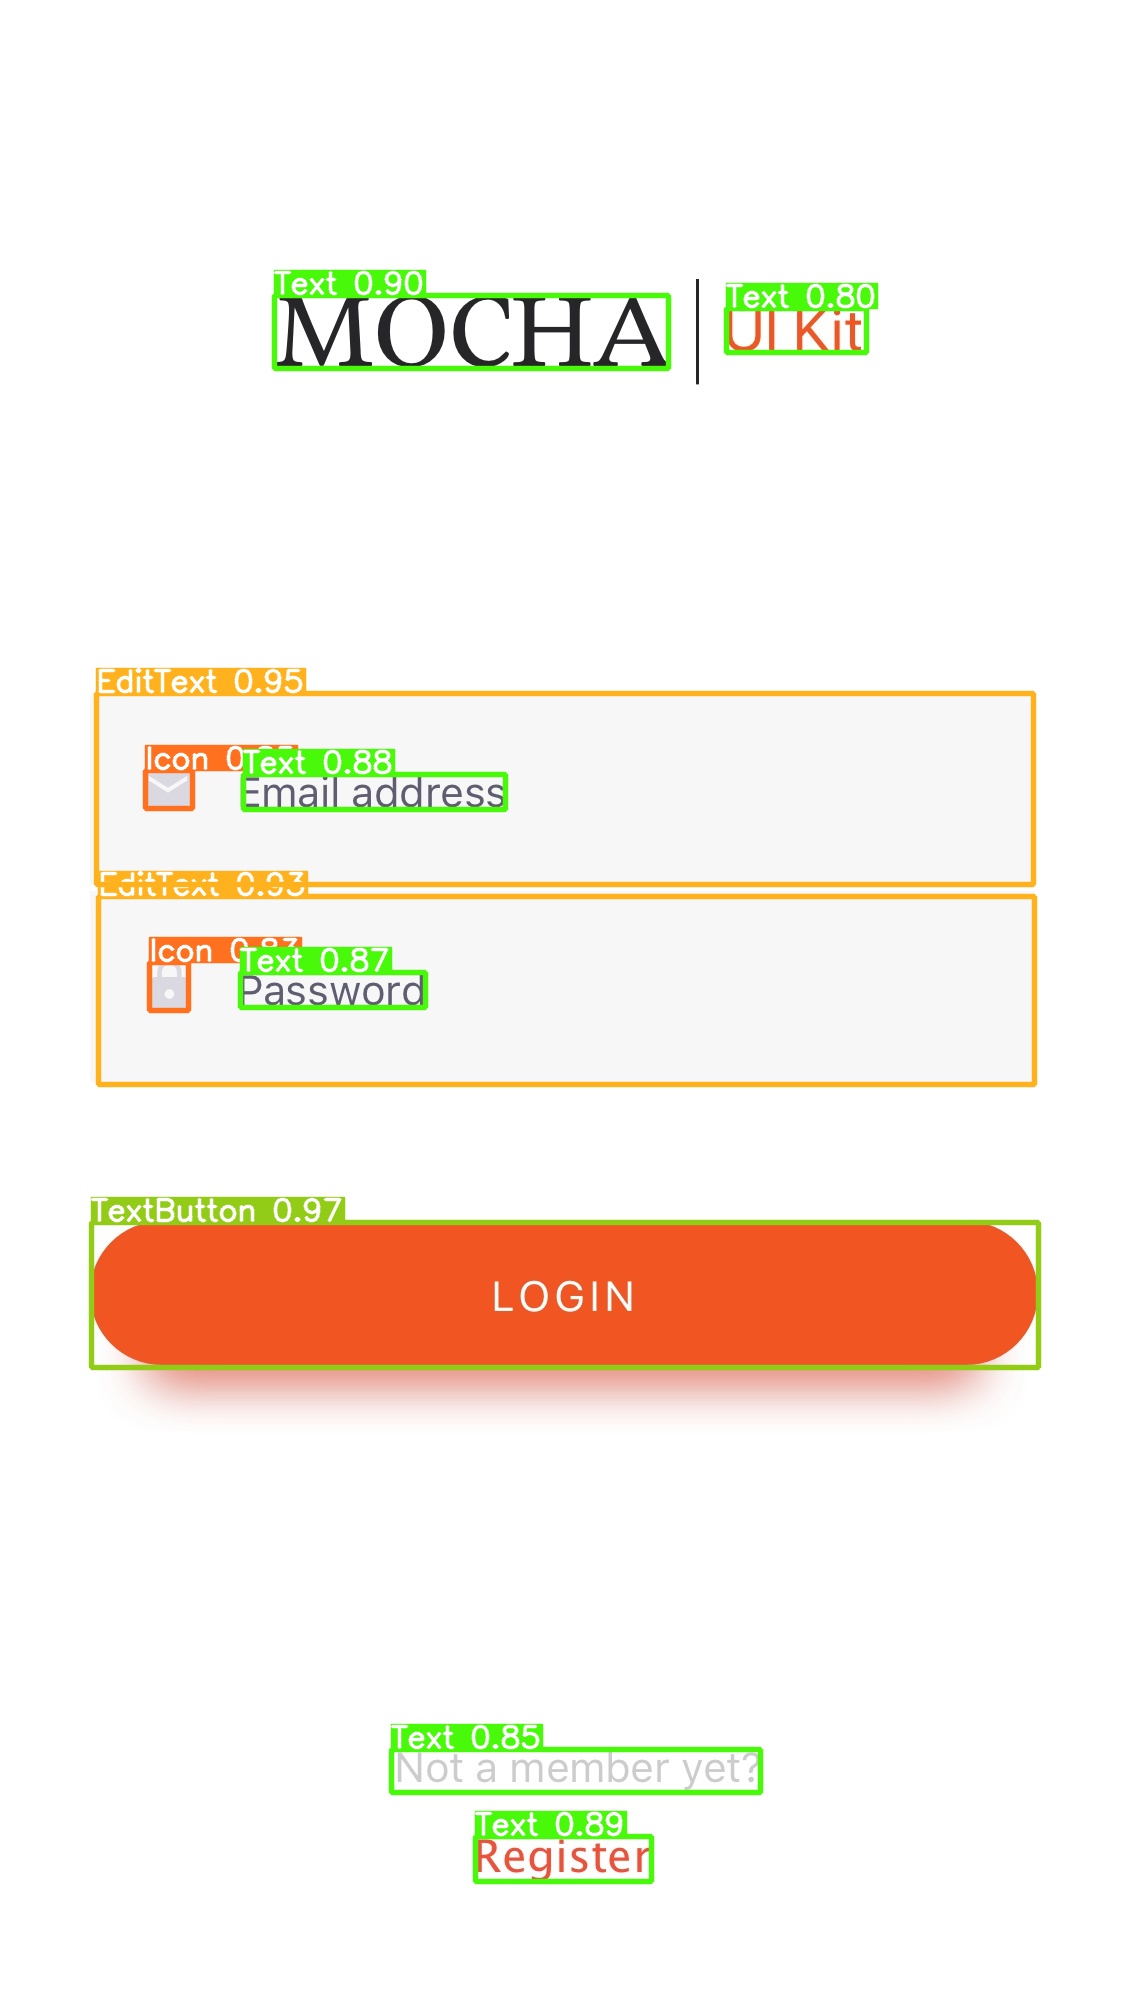 Text 0.90
MOCHA
Text 0.80
UI Kit
EditText 0.95
Icon
Text 0.88
Email address
EditText 0.93
Icon 0.83
Text 0.87
Password
TextButton 0.97
LOGIN
Text 0.85
Not a member yet?
Text 0.89
Register